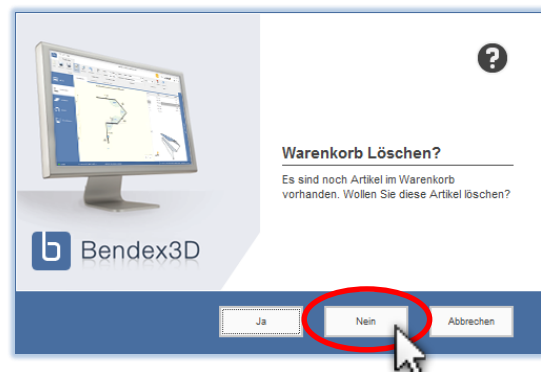 Warenkorb Löschen?
Es sind noch Artikel im Warenkorb
vorhanden. Wollen Sie diese Artikel löschen?
b Bendex3D
Ja
Nein
Abbrechen